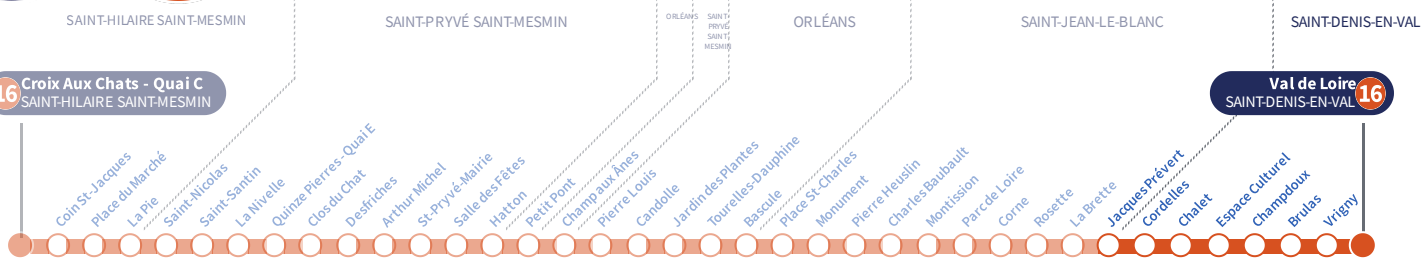 SAINT-HILAIRE SAINT-MESMIN
SAINT-PRYVÉ SAINT-MESMIN
ORLÉANS
SAINT-
PRYVÉ
SAINT-
MESMIN
ORLÉANS
SAINT-JEAN-LE-BLANC
SAINT-DENIS-EN-VAL
16
Croix Aux Chats - Quai C
SAINT-HILAIRE SAINT-MESMIN
Val de Loire
SAINT-DENIS-EN-VAL
16
Coin St-Jacques
Place du Marché
La Pie
Saint-Nicolas
Saint-Santin
La Nivelle
Quinze Pierres - Quai E
Clos du Chat
Desfriches
Arthur Michel
St-Pryvé-Mairie
Salle des Fêtes
Hatton
Petit Pont
Champ aux Ânes
Pierre Louis
Candolle
Jardin des Plantes
Tourelles-Dauphine
Bascule
Place St-Charles
Monument
Pierre Heuslin
Charles Baubault
Montission
Parc de Loire
Corne
Rosette
La Brette
Jacques Prévert
Cordelles
Chalet
Espace Culturel
Champdoux
Brulas
Vrigny